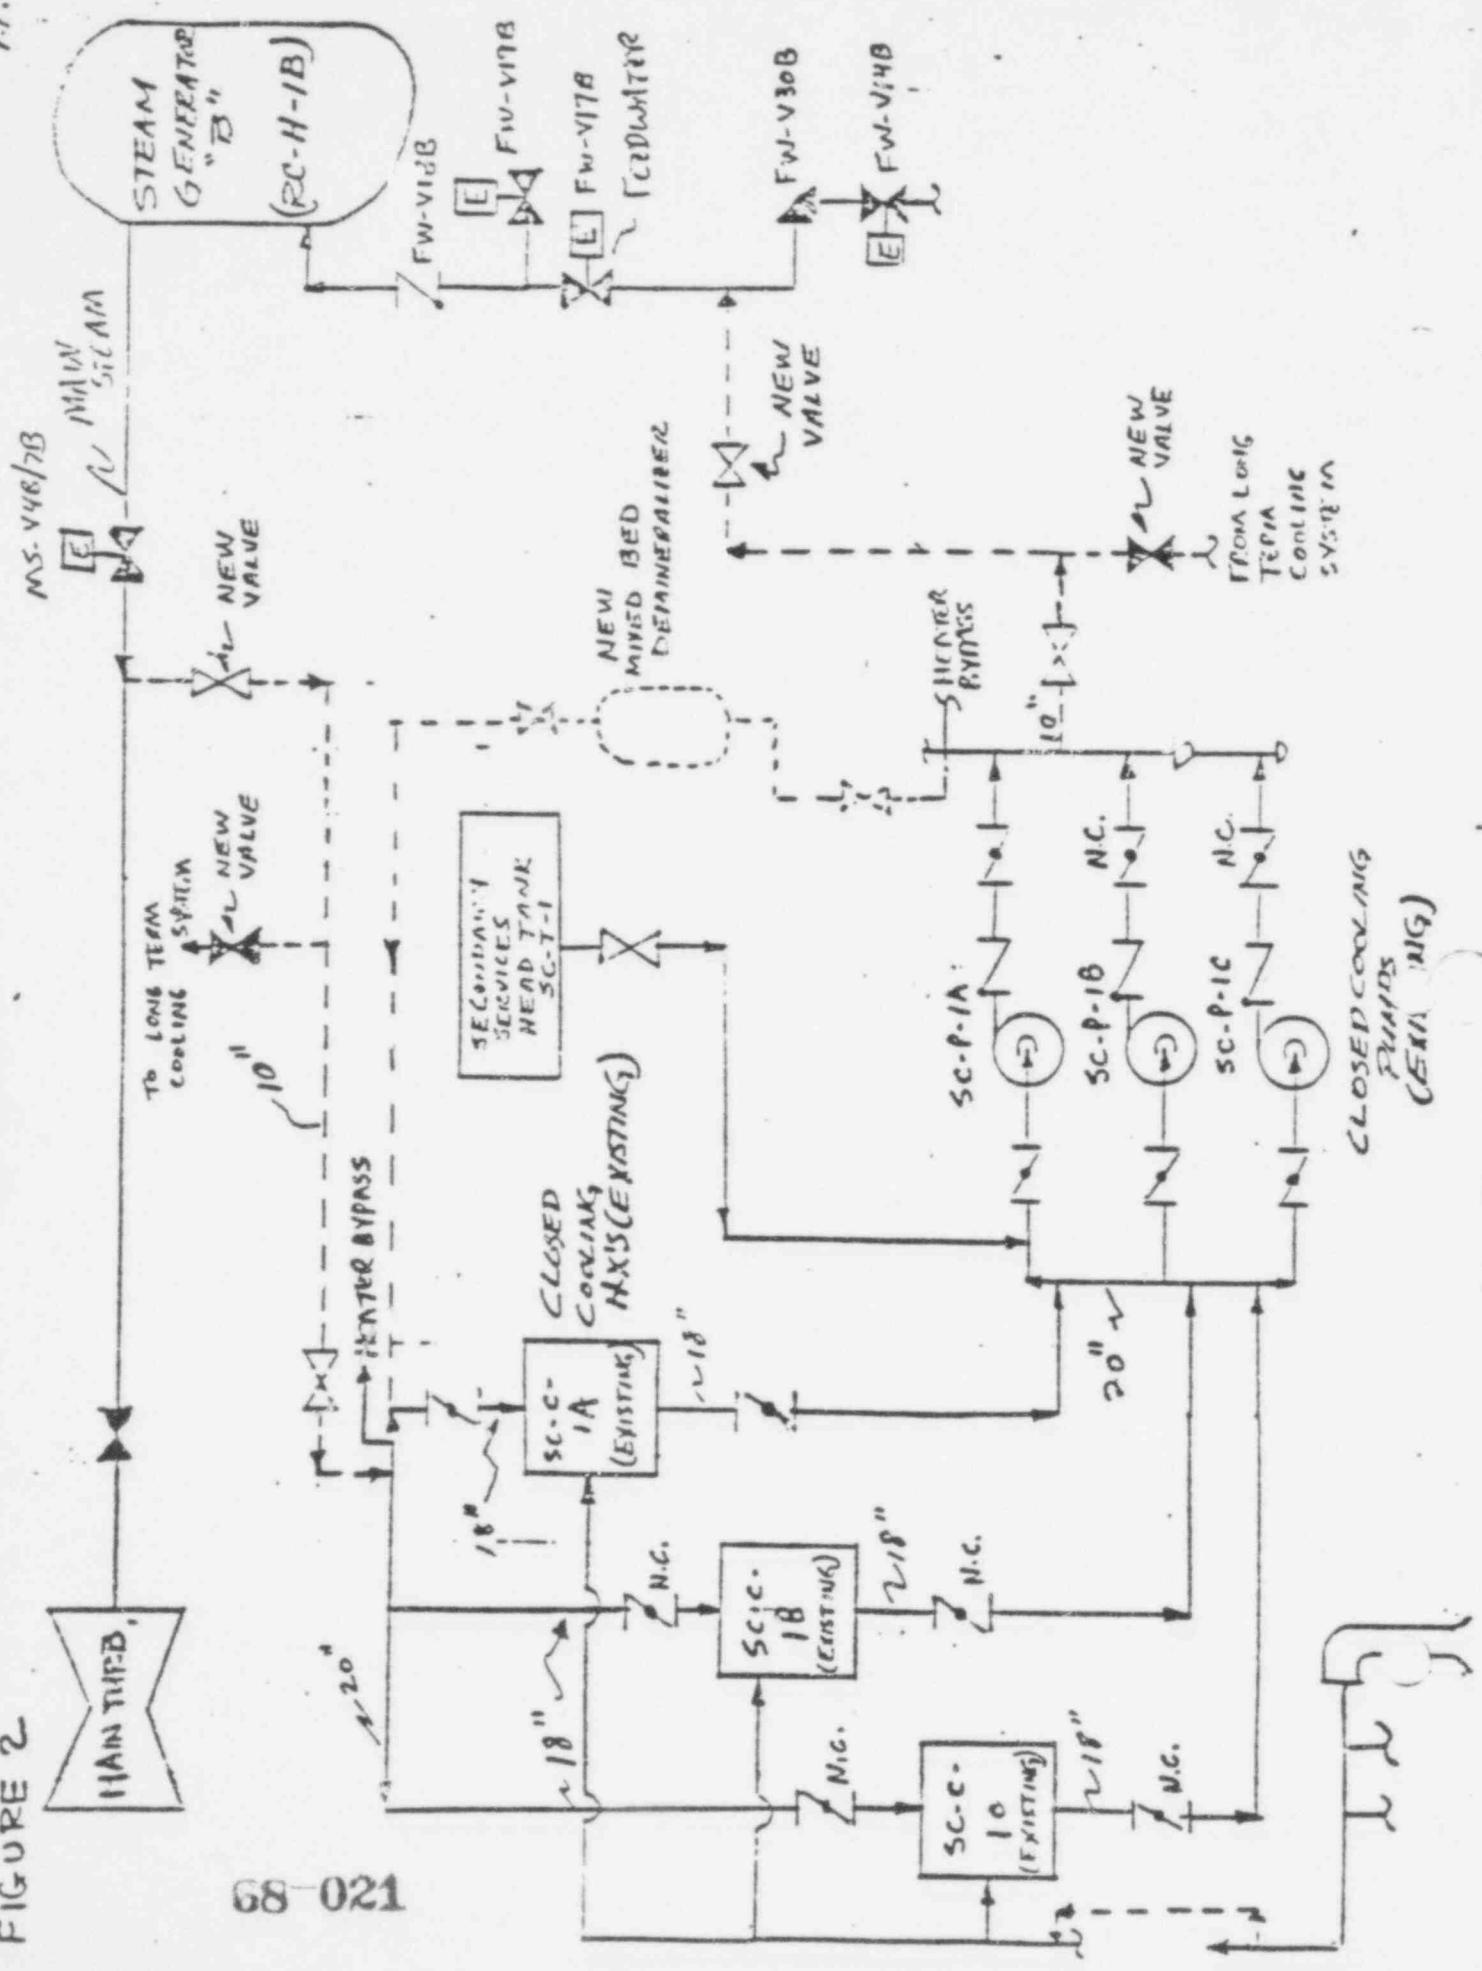 FIGURE 2
MAIN TURB.
MS-V4B/7B
MAIN
STEAM
STEAM
GENERATOR
"B"
(RC-H-1B)
NEW
VALVE
TO LONG TERM
COOLING SYSTEM
NEW
VALVE
10"
HEATER BYPASS
20"
18"
18"
FW-V18B
FW-V17B
FW-V17B
FEEDWATER
FW-V30B
FW-V14B
CLOSED
COOLING
HX'S (EXISTING)
SECONDARY
SERVICES
HEAD TANK
SC-T-1
NEW
MIXED BED
DEMINERALIZER
NEW
VALVE
SC-C-
1A
(EXISTING)
18"
N.C.
SC-C-
1B
(EXISTING)
18"
N.C.
N.C.
SC-C-
1C
(EXISTING)
18"
N.C.
20"
HEATER
BYPASS
10"
NEW
VALVE
FROM LONG
TERM
COOLING
SYSTEM
SC-P-1A
SC-P-1B
N.C.
SC-P-1C
N.C.
CLOSED COOLING
PUMPS
68-021